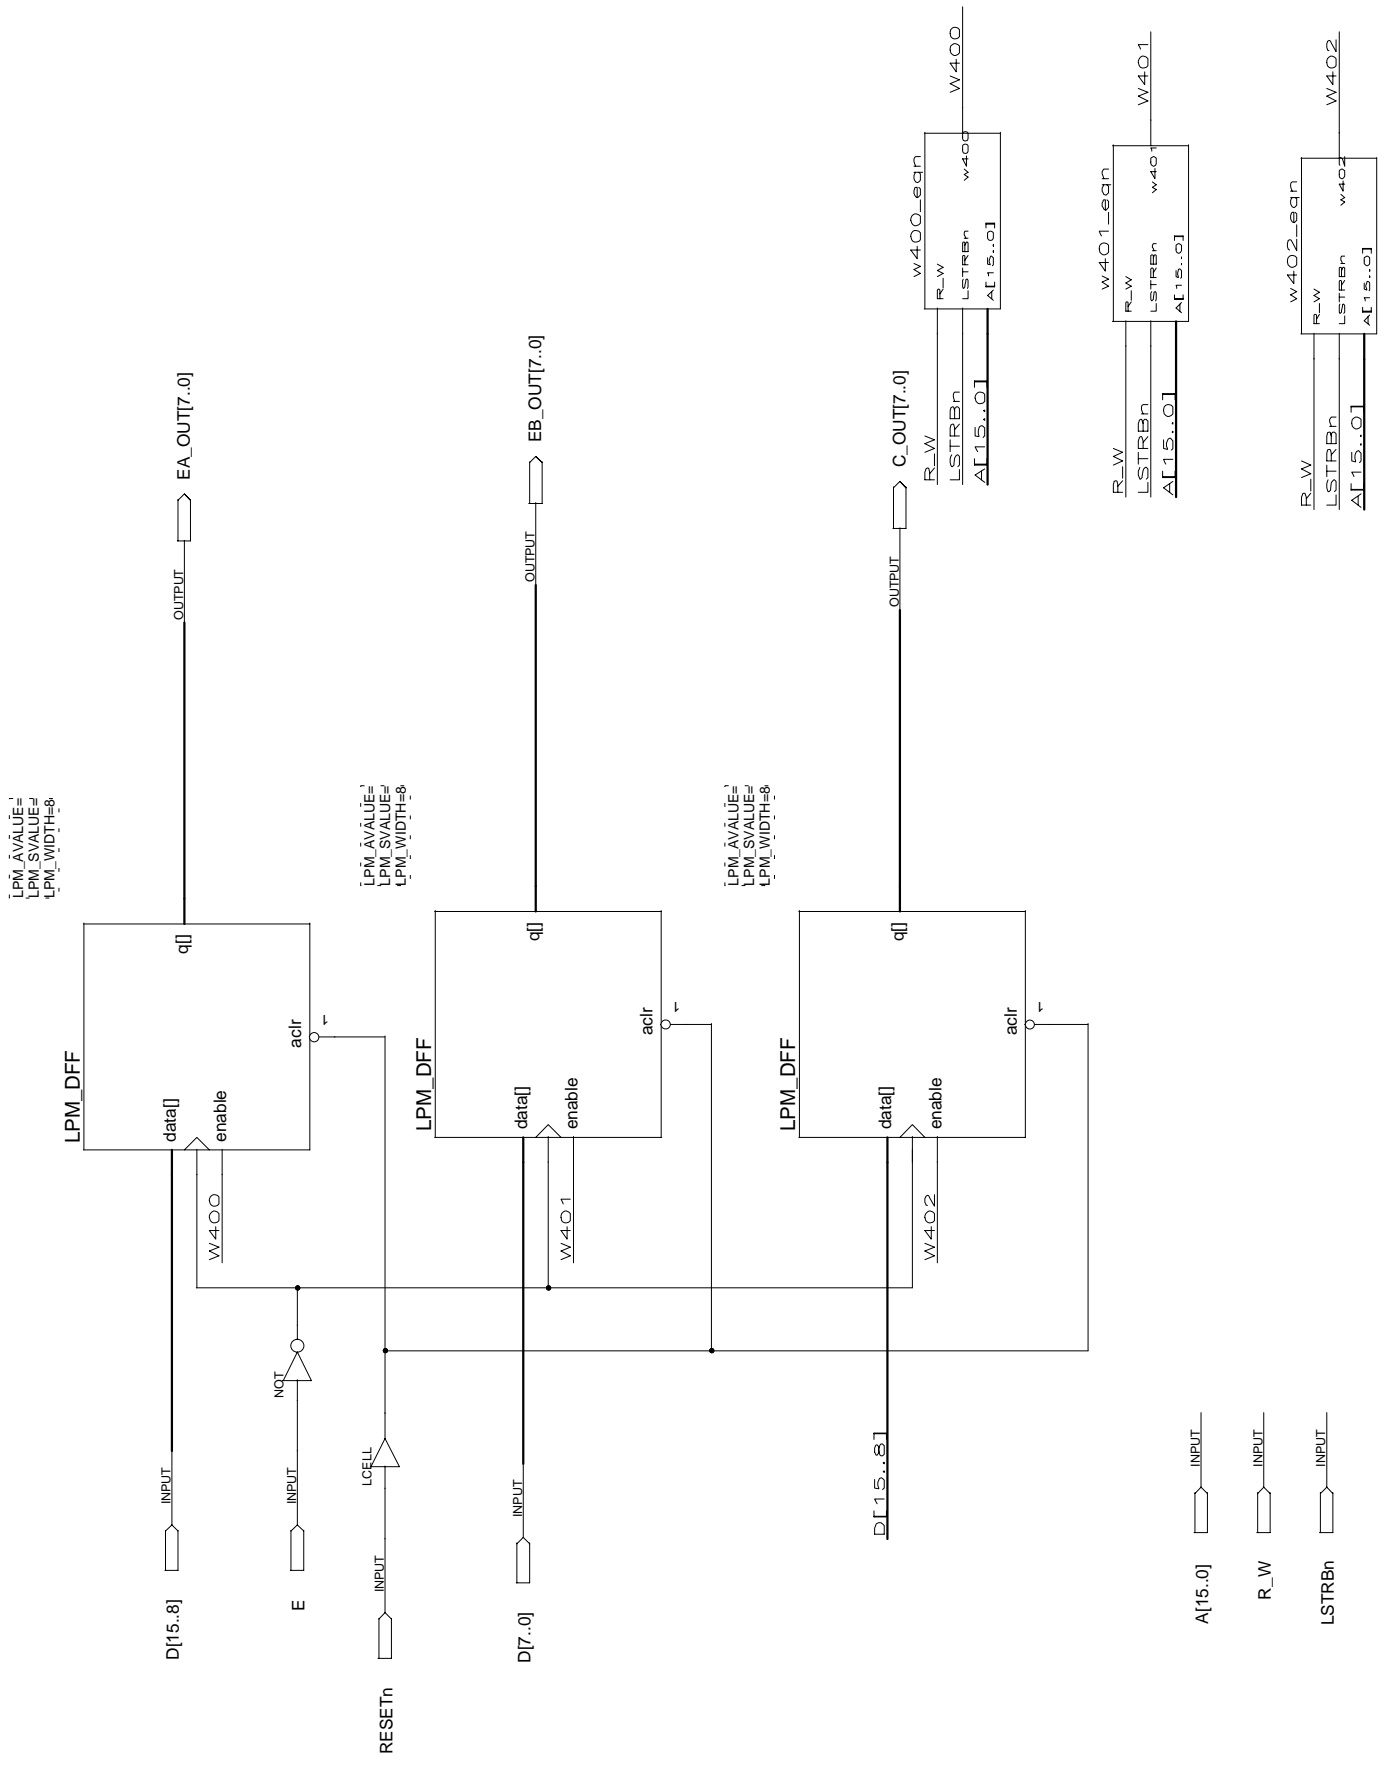 LPM_AVALUE=
LPM_SVALUE=
LPM_WIDTH=8
LPM_DFF
D[15..8]
INPUT
data[]
q[]
OUTPUT
EA_OUT[7..0]
W400
enable
aclr
1
E
INPUT
NOT
RESETn
INPUT
LCELL
LPM_AVALUE=
LPM_SVALUE=
LPM_WIDTH=8
LPM_DFF
D[7..0]
INPUT
data[]
q[]
OUTPUT
EB_OUT[7..0]
W401
enable
aclr
1
LPM_AVALUE=
LPM_SVALUE=
LPM_WIDTH=8
LPM_DFF
D[15..8]
data[]
q[]
OUTPUT
C_OUT[7..0]
W402
enable
aclr
1
w400_eqn
R_W
R_W
LSTRBn
LSTRBn
w400
W400
A[15..0]
A[15..0]
w401_eqn
R_W
R_W
LSTRBn
LSTRBn
w401
W401
A[15..0]
A[15..0]
w402_eqn
R_W
R_W
LSTRBn
LSTRBn
w402
W402
A[15..0]
A[15..0]
A[15..0]
INPUT
R_W
INPUT
LSTRBn
INPUT